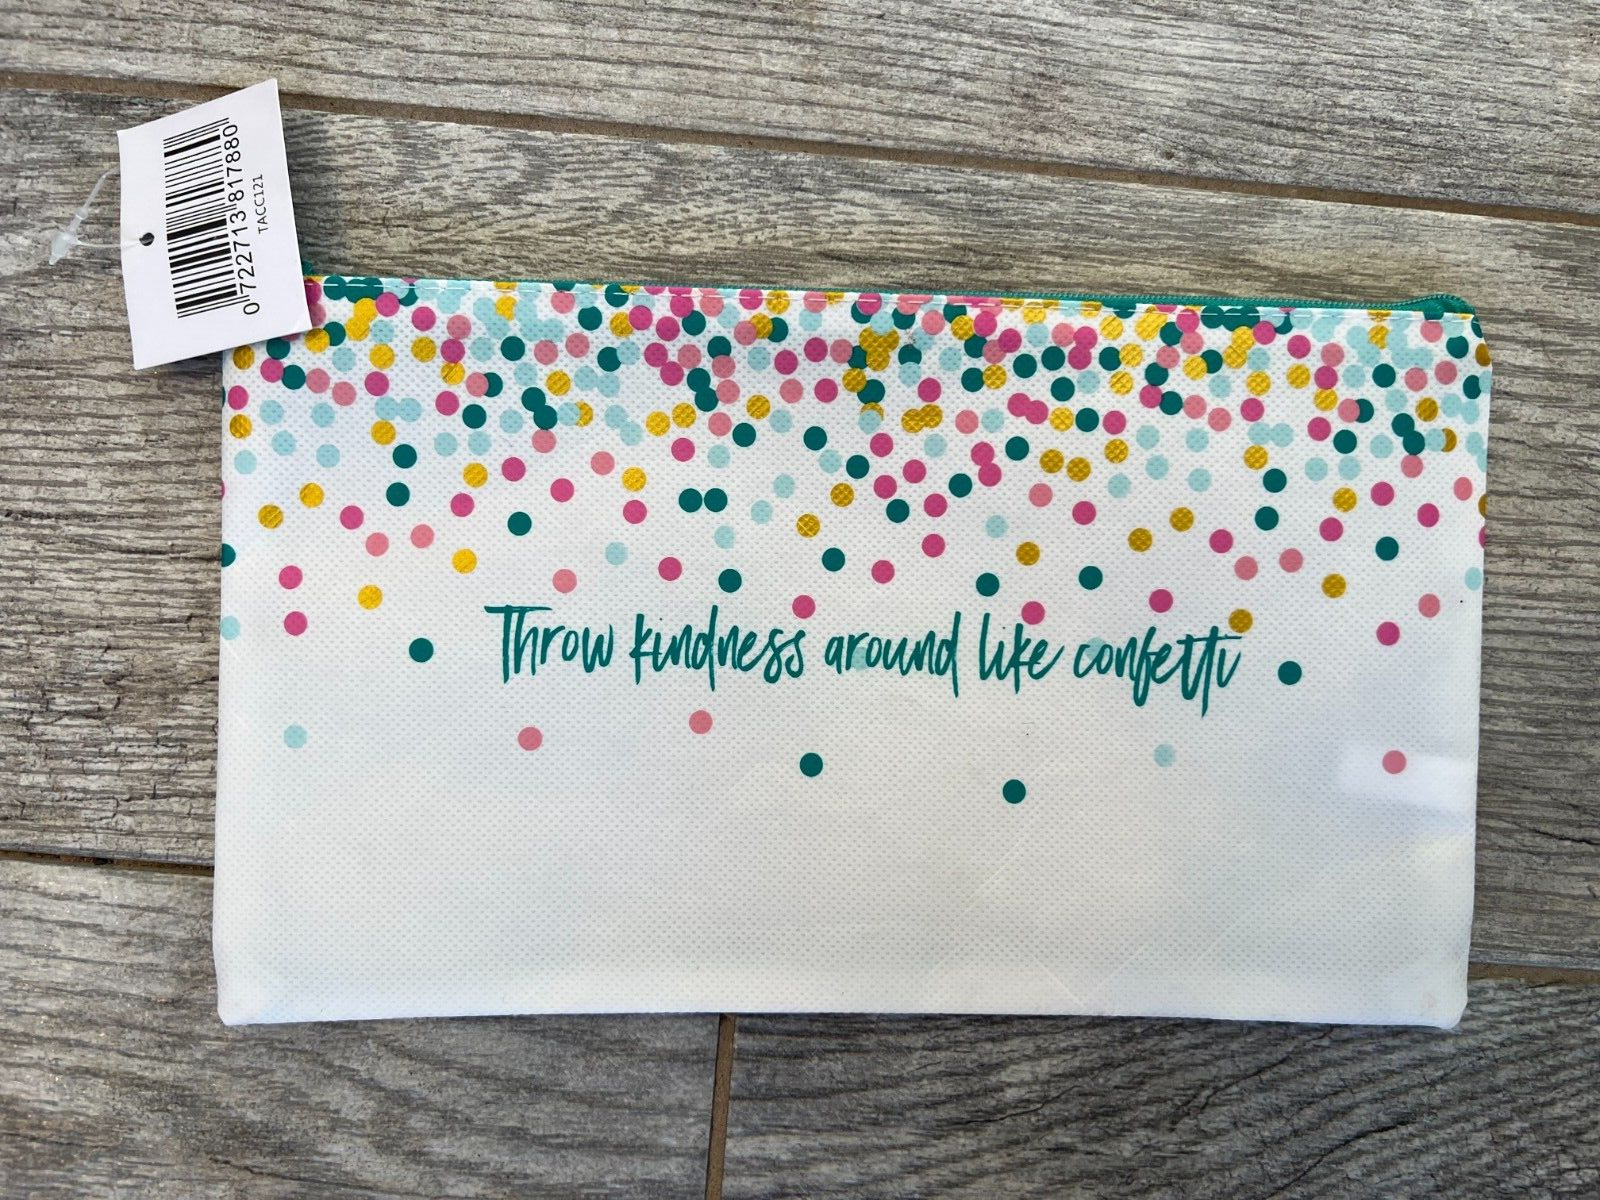 0 722713 817880
TACC121
Throw kindness around like confetti